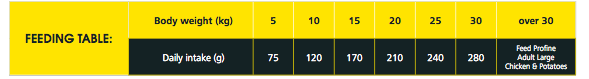 FEEDING TABLE:
Body weight (kg) 5 10 15 20 25 30 over 30
Daily intake (g) 75 120 170 210 240 280 Feed Profine
Adult Large
Chicken & Potatoes